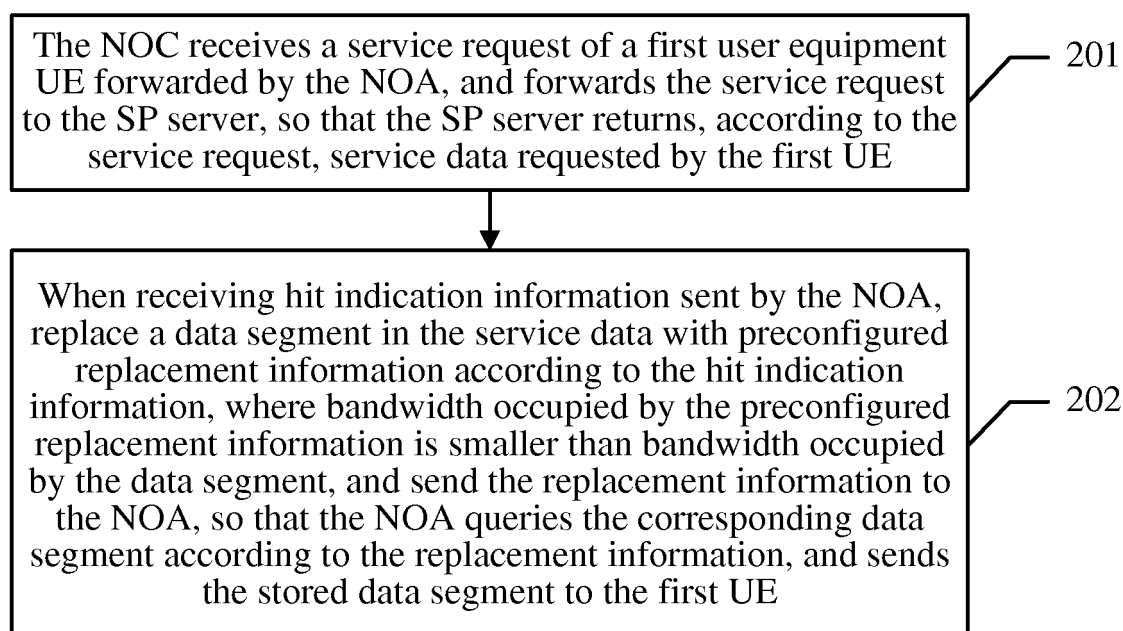 The NOC receives a service request of a first user equipment
UE forwarded by the NOA, and forwards the service request
to the SP server, so that the SP server returns, according to the
service request, service data requested by the first UE
201
When receiving hit indication information sent by the NOA,
replace a data segment in the service data with preconfigured
replacement information according to the hit indication
information, where bandwidth occupied by the preconfigured
replacement information is smaller than bandwidth occupied
by the data segment, and send the replacement information to
the NOA, so that the NOA queries the corresponding data
segment according to the replacement information, and sends
the stored data segment to the first UE
202